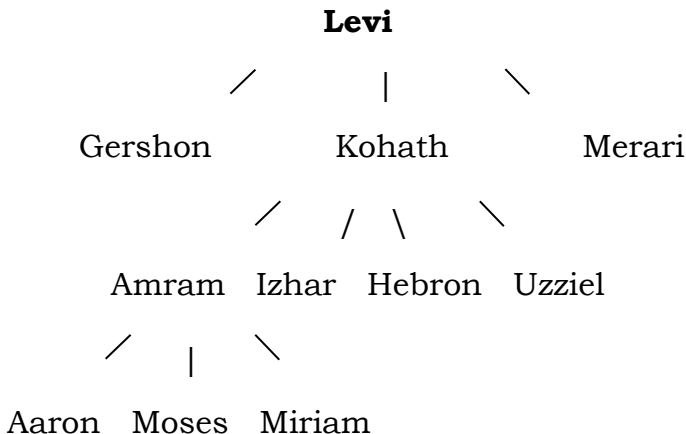 Levi
Gershon Kohath Merari
Amram Izhar Hebron Uzziel
Aaron Moses Miriam